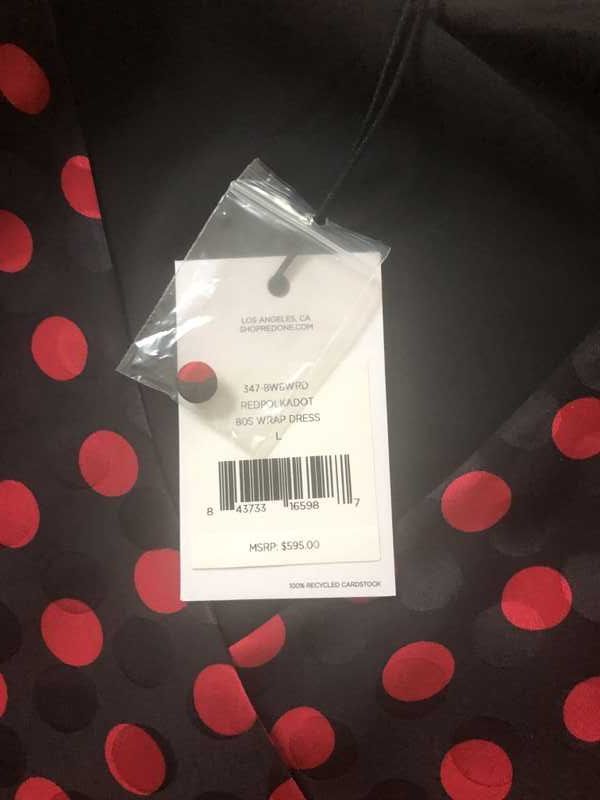 LOS ANGELES, CA
SHOPREDONE.COM
347-8W6WRD
REDPOLKADOT
80S WRAP DRESS
L
8 43733 16598 7
MSRP: $595.00
100% RECYCLED CARDSTOCK